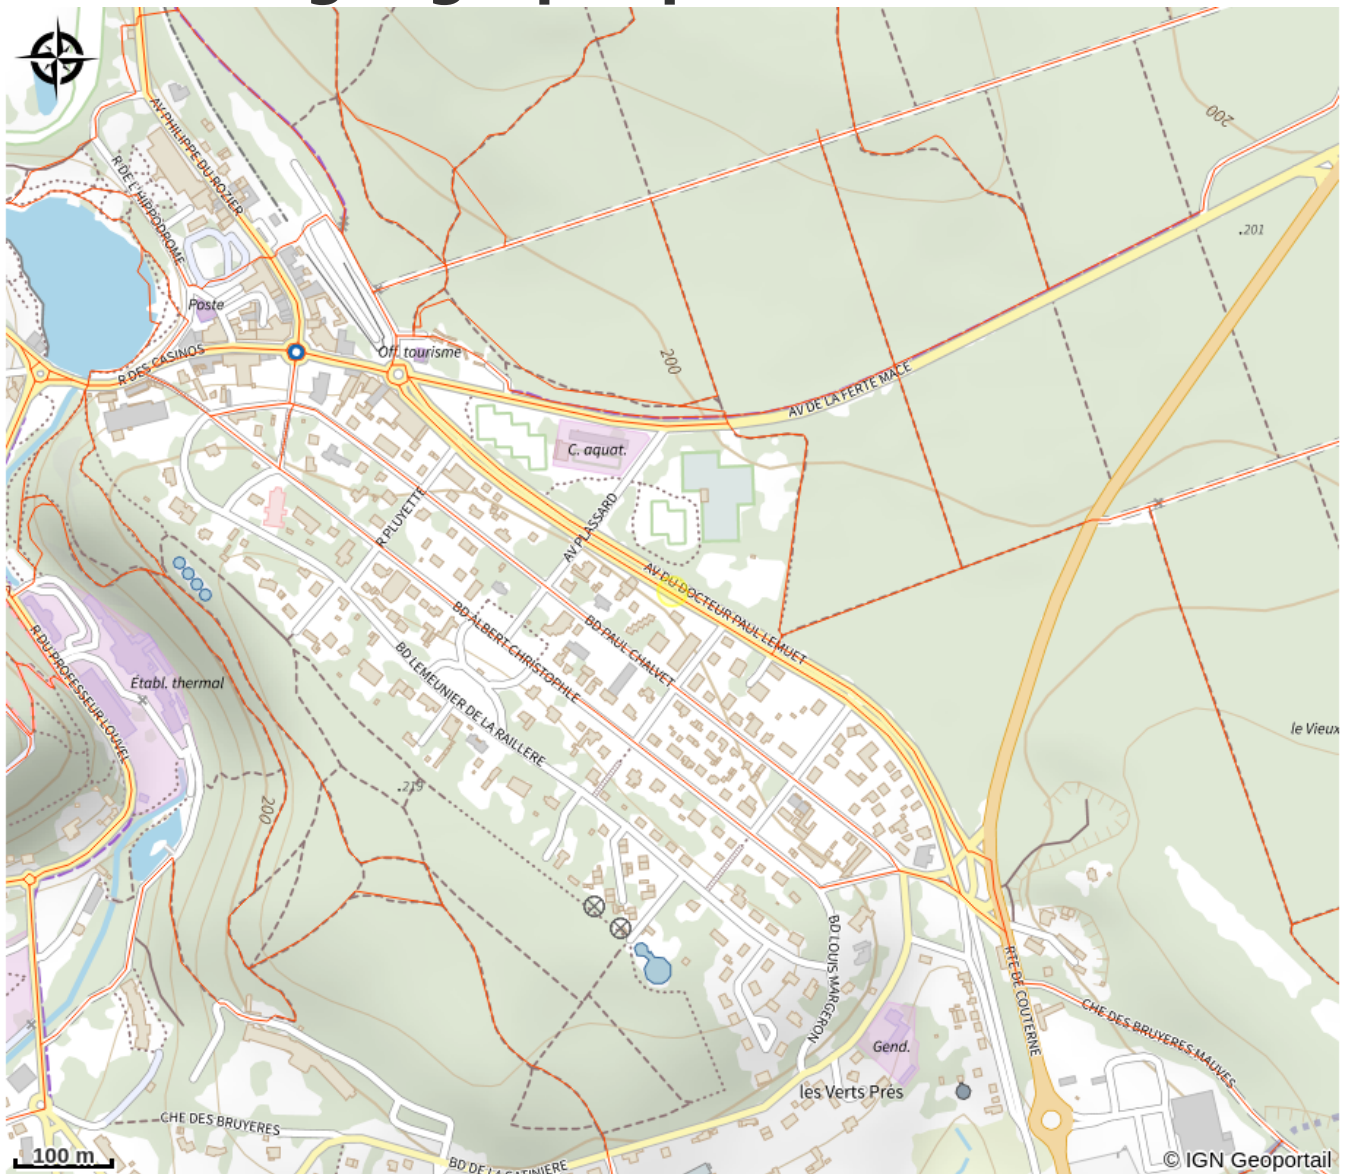 AV PHILIPPE DU ROZIER
R DE L'HIPPODROME
200
.201
Poste
Off. tourisme
R DES CASINOS
200
AV DE LA FERTE MACE
C. aquat.
R PLUYETTE
AV PLASSARD
AV DU DOCTEUR PAUL LEMUET
BD ALBERT CHRISTOPHLE
BD PAUL CHALVET
BD LEMEUNIER DE LA RAILLERE
R DU PROFESSEUR LOUVEL
Établ. thermal
le Vieux
.219
200
BD LOUIS MARGERON
RTE DE COUTERNE
CHE DES BRUYERES MAUVES
Gend.
les Verts Prés
CHE DES BRUYERES
BD DE LA GATINIERE
100 m
© IGN Geoportail